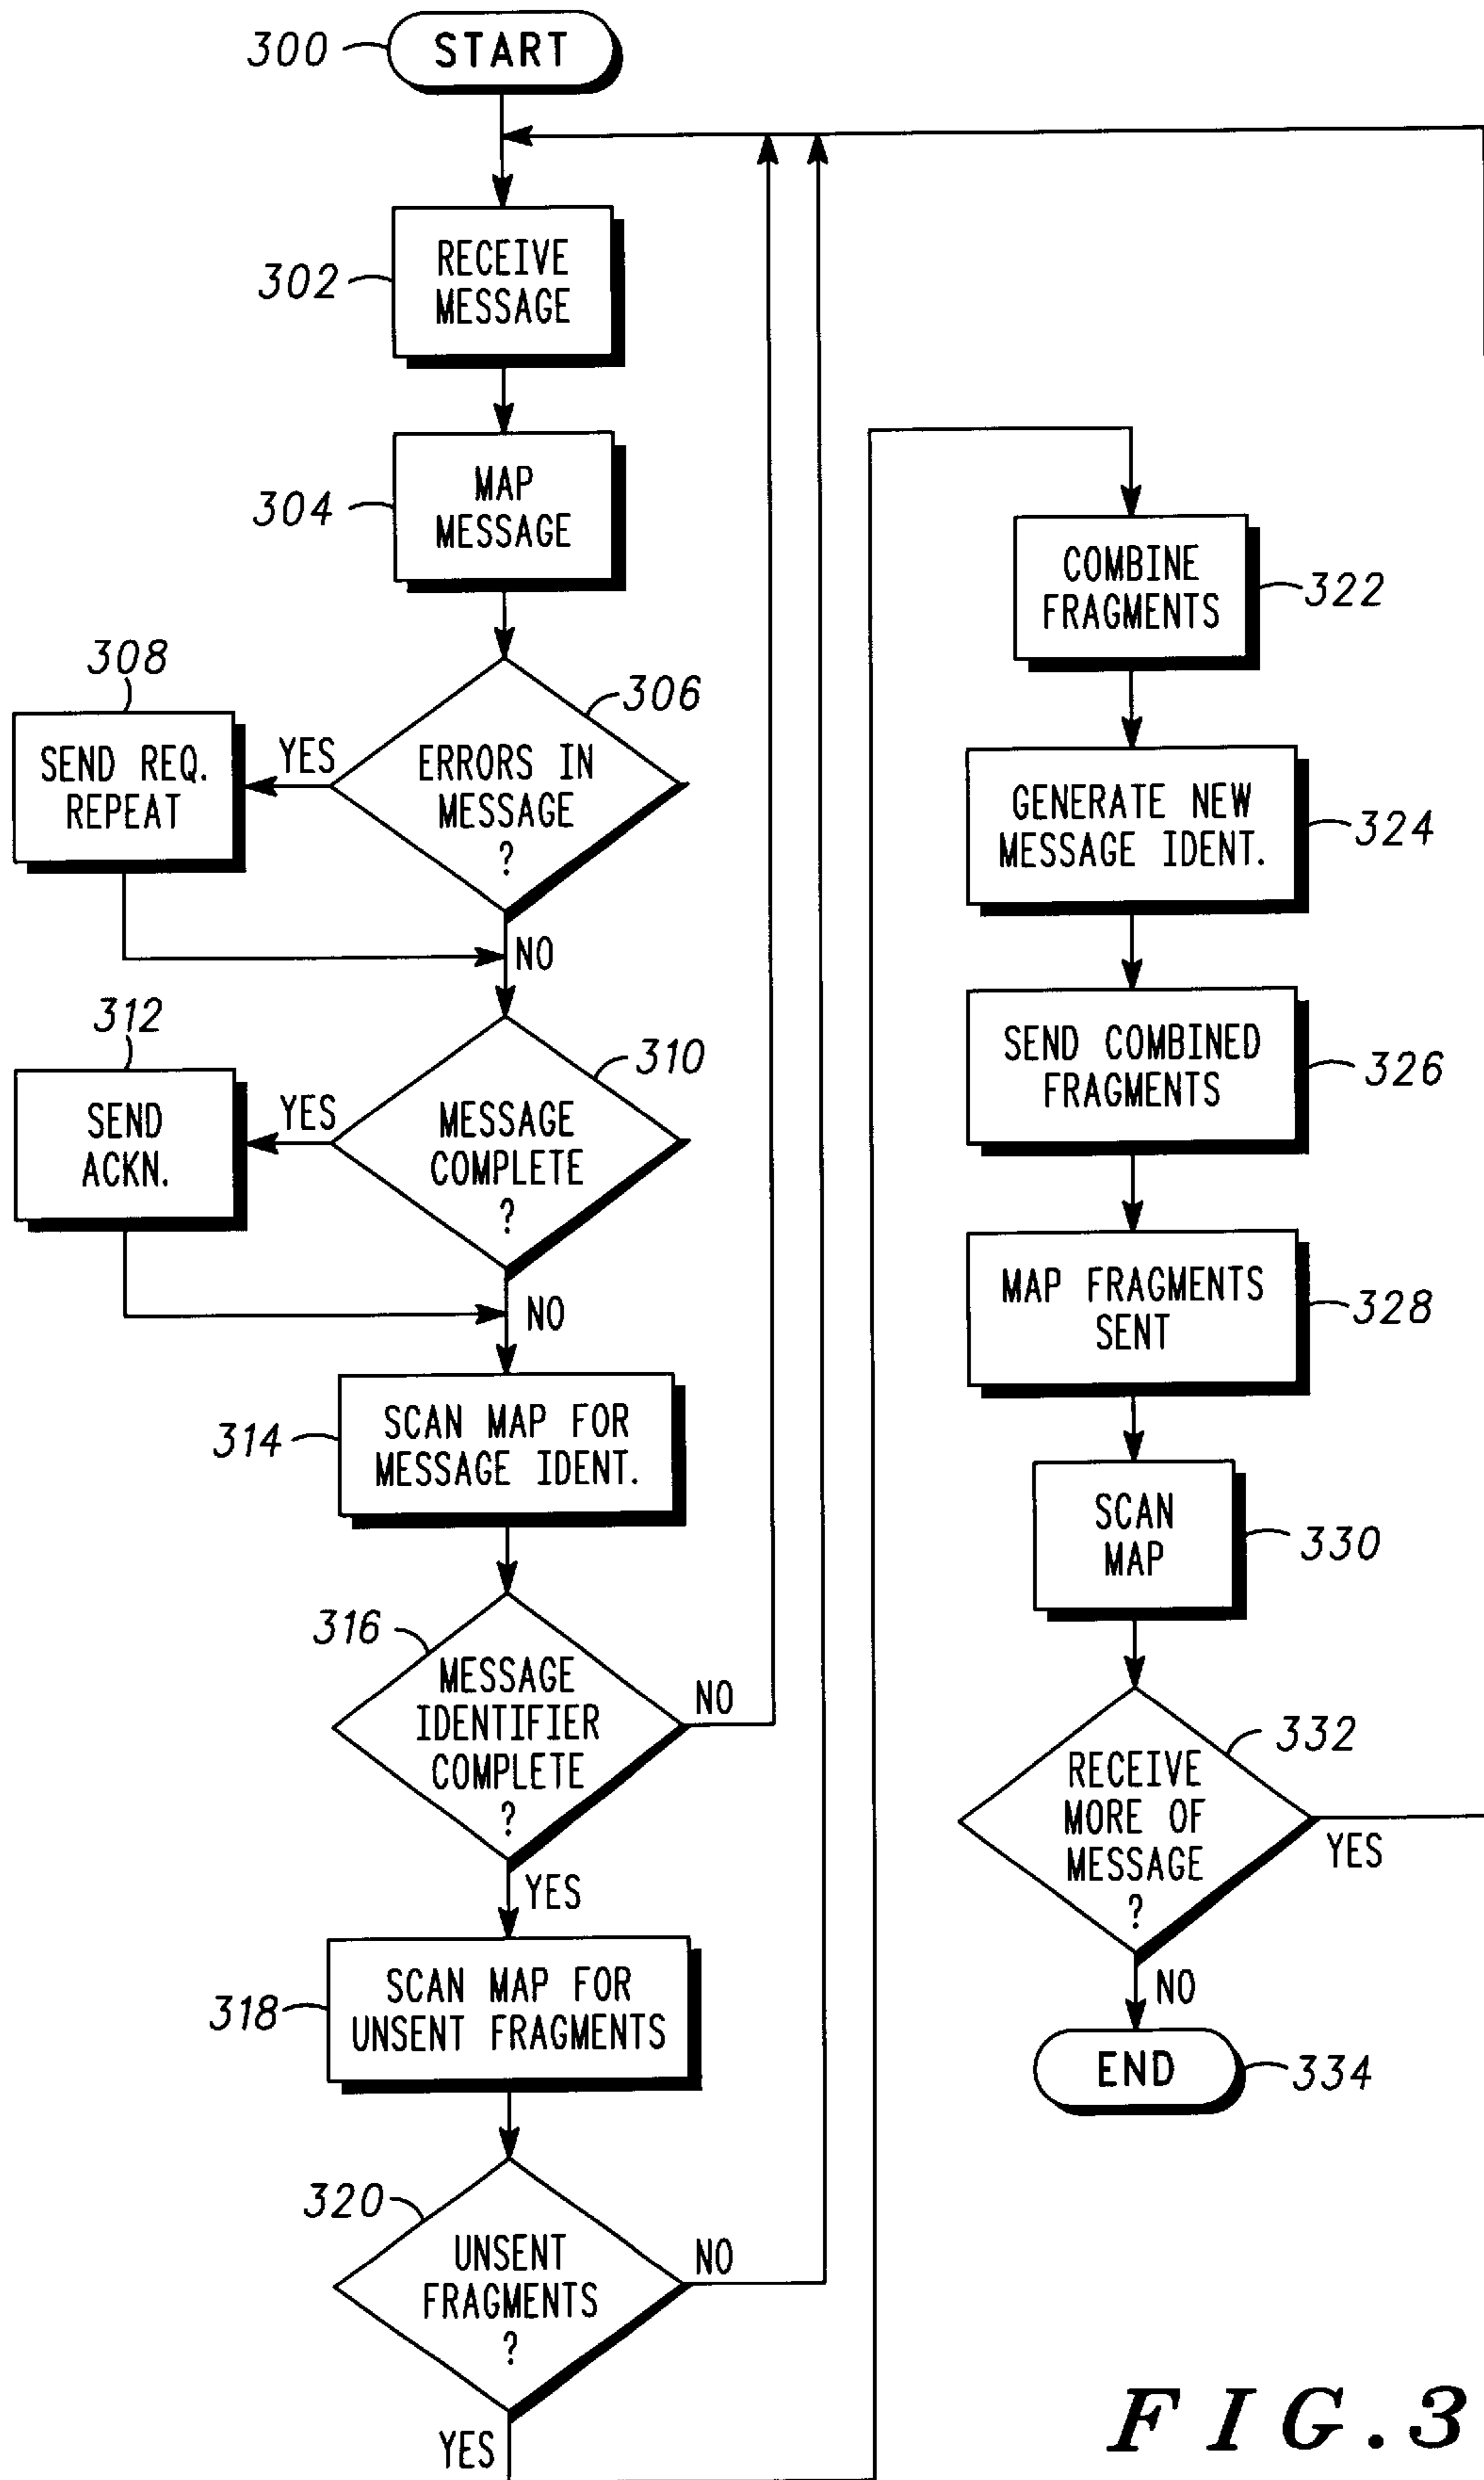 300
START
302
RECEIVE
MESSAGE
304
MAP
MESSAGE
308
SEND REQ.
REPEAT
YES
306
ERRORS IN
MESSAGE
?
NO
312
SEND
ACKN.
YES
310
MESSAGE
COMPLETE
?
NO
314
SCAN MAP FOR
MESSAGE IDENT.
316
MESSAGE
IDENTIFIER
COMPLETE
?
NO
YES
318
SCAN MAP FOR
UNSENT FRAGMENTS
320
UNSENT
FRAGMENTS
?
NO
YES
COMBINE
FRAGMENTS
322
GENERATE NEW
MESSAGE IDENT.
324
SEND COMBINED
FRAGMENTS
326
MAP FRAGMENTS
SENT
328
SCAN
MAP
330
332
RECEIVE
MORE OF
MESSAGE
?
YES
NO
END
334
FIG.3